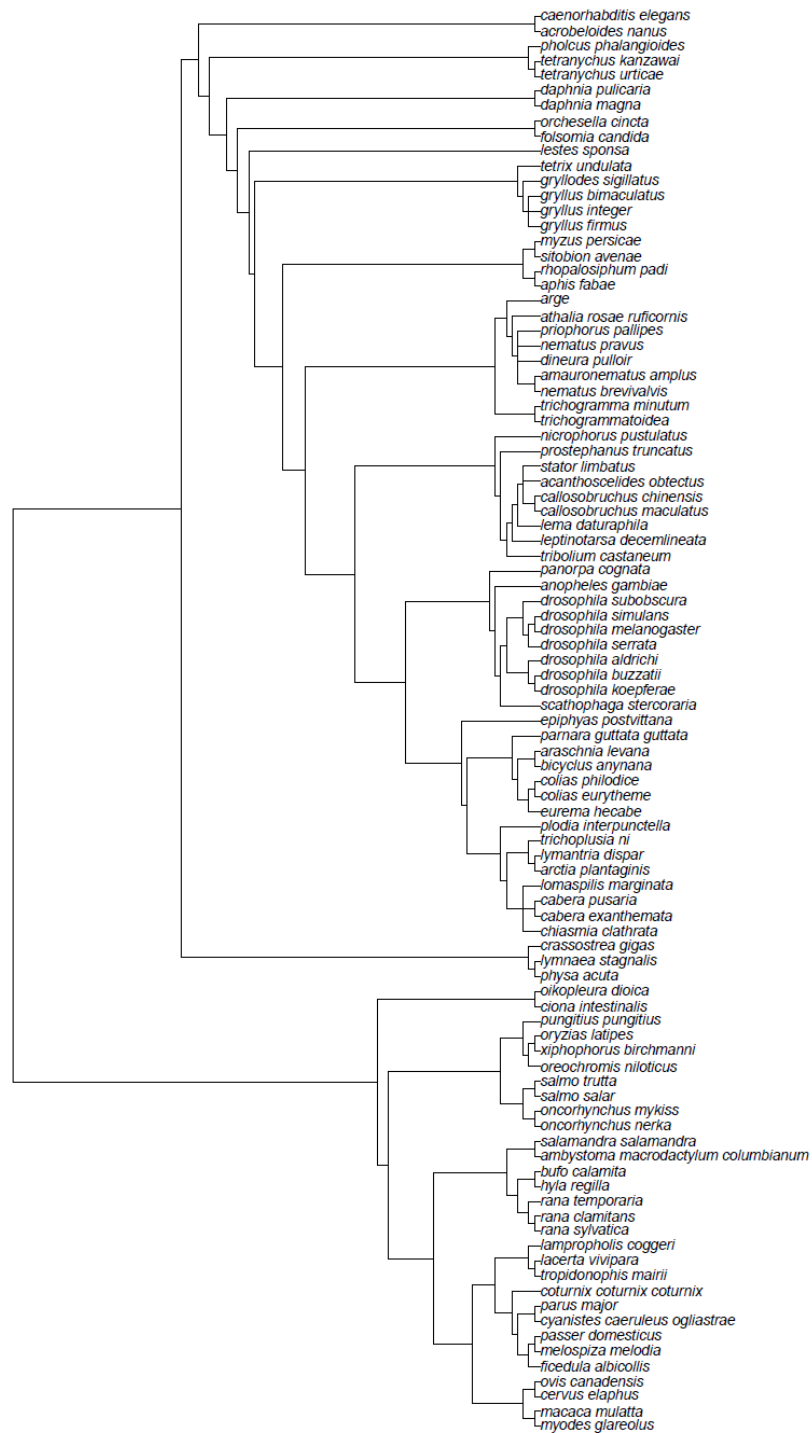 caenorhabditis elegans
acrobeloides nanus
pholcus phalangioides
tetranychus kanzawai
tetranychus urticae
daphnia pulicaria
daphnia magna
orchesella cincta
folsomia candida
lestes sponsa
tetrix undulata
gryllodes sigillatus
gryllus bimaculatus
gryllus integer
gryllus firmus
myzus persicae
sitobion avenae
rhopalosiphum padi
aphis fabae
arge
athalia rosae ruficornis
priophorus pallipes
nematus pravus
dineura pulloir
amauronematus amplus
nematus brevivalvis
trichogramma minutum
trichogrammatoidea
nicrophorus pustulatus
prostephanus truncatus
stator limbatus
acanthoscelides obtectus
callosobruchus chinensis
callosobruchus maculatus
lema daturaphila
leptinotarsa decemlineata
tribolium castaneum
panorpa cognata
anopheles gambiae
drosophila subobscura
drosophila simulans
drosophila melanogaster
drosophila serrata
drosophila aldrichi
drosophila buzzatii
drosophila koepferae
scathophaga stercoraria
epiphyas postvittana
parnara guttata guttata
araschnia levana
bicyclus anynana
colias philodice
colias eurytheme
eurema hecabe
plodia interpunctella
trichoplusia ni
lymantria dispar
arctia plantaginis
lomaspilis marginata
cabera pusaria
cabera exanthemata
chiasmia clathrata
crassostrea gigas
lymnaea stagnalis
physa acuta
oikopleura dioica
ciona intestinalis
pungitius pungitius
oryzias latipes
xiphophorus birchmanni
oreochromis niloticus
salmo trutta
salmo salar
oncorhynchus mykiss
oncorhynchus nerka
salamandra salamandra
ambystoma macrodactylum columbianum
bufo calamita
hyla regilla
rana temporaria
rana clamitans
rana sylvatica
lampropholis coggeri
lacerta vivipara
tropidonophis mairii
coturnix coturnix coturnix
parus major
cyanistes caeruleus ogliastrae
passer domesticus
melospiza melodia
ficedula albicollis
ovis canadensis
cervus elaphus
macaca mulatta
myodes glareolus